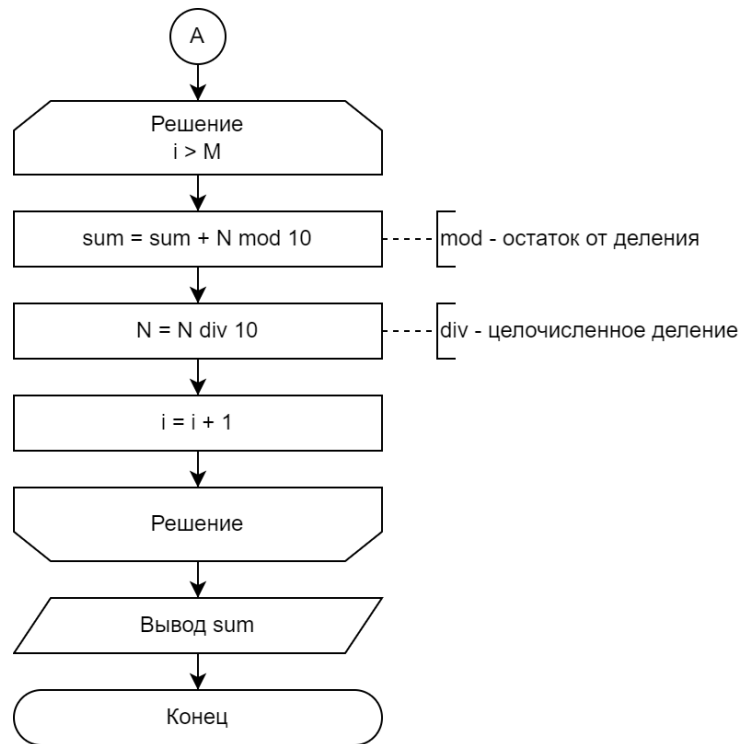 A
Решение
i > M
sum = sum + N mod 10
mod - остаток от деления
N = N div 10
div - целочисленное деление
i = i + 1
Решение
Вывод sum
Конец